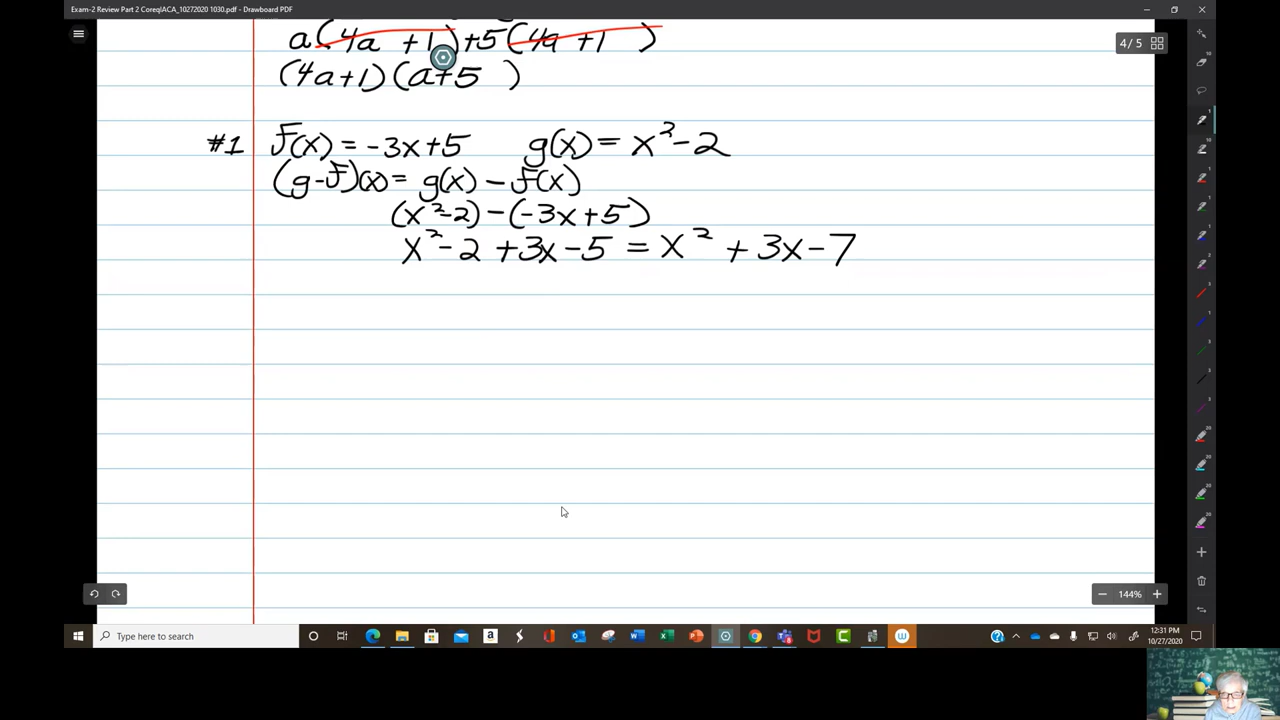 Exam-2 Review Part 2 CoreqIACA_10272020 1030.pdf - Drawboard PDF
4/5
a(4a +1)+5(4a +1 )
(4a+1)(a+5 )
#1 f(x) = -3x+5 g(x) = x²-2
(g-f)(x) = g(x) - f(x)
(x²-2) - (-3x+5)
x²-2 +3x-5 = x² + 3x-7
144%
Type here to search
12:31 PM
10/27/2020